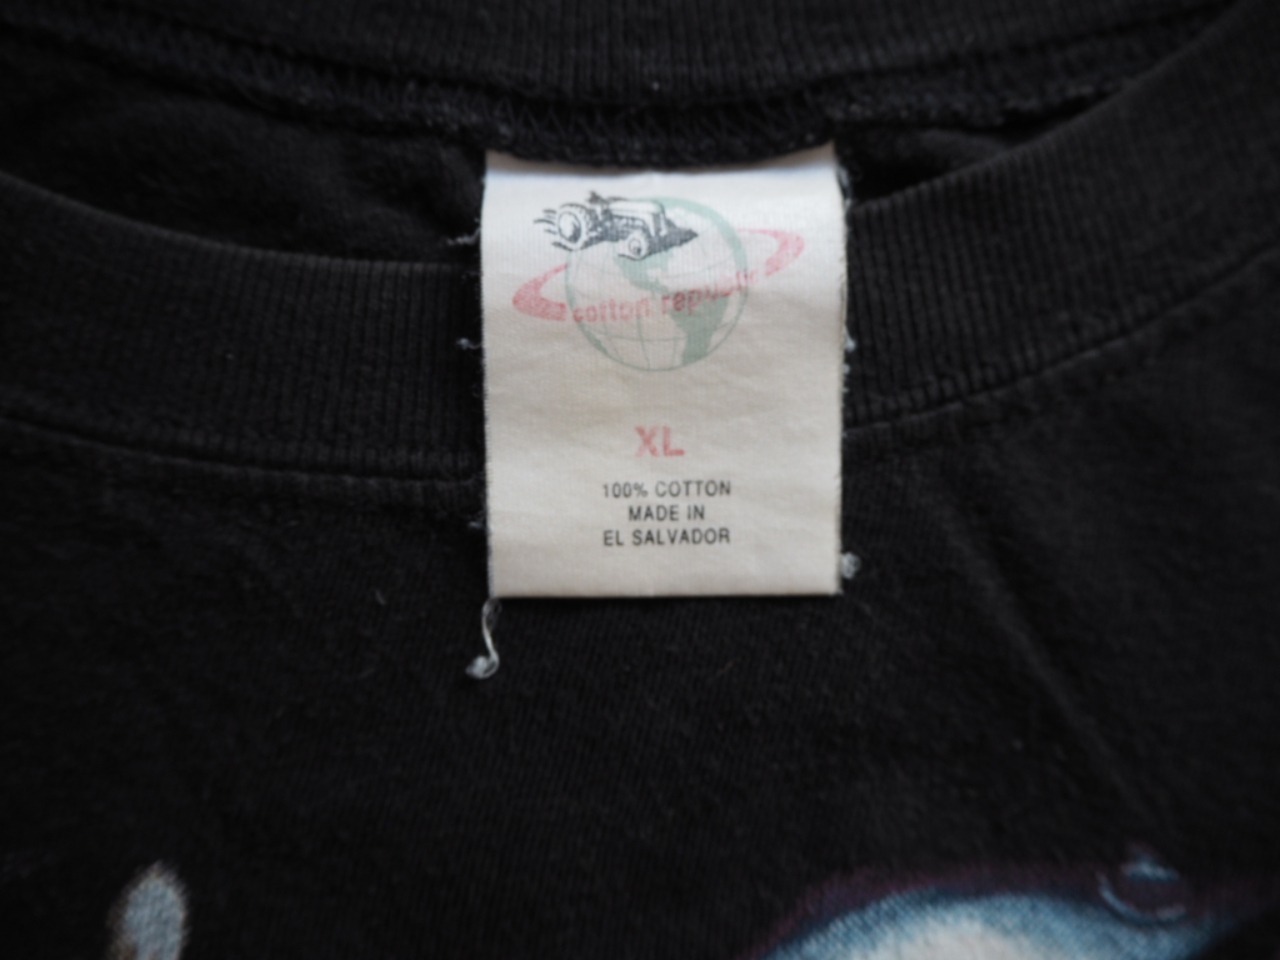 cotton republic
XL
100% COTTON
MADE IN
EL SALVADOR